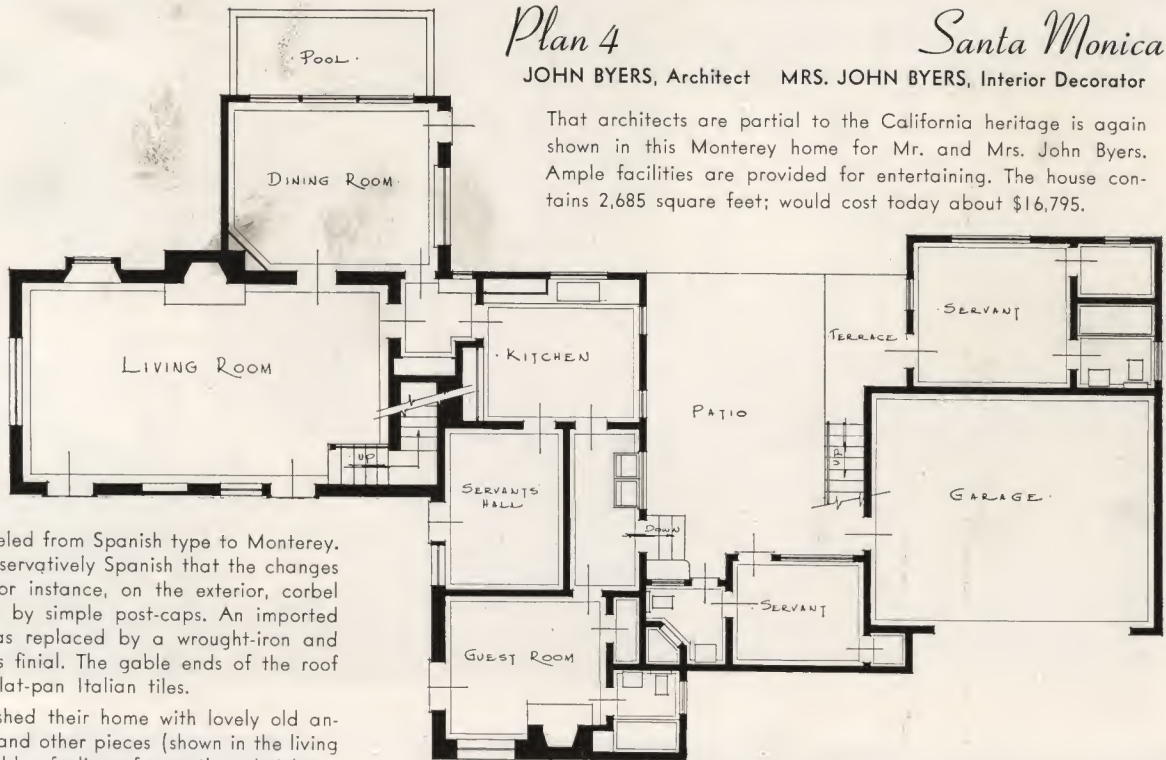 Plan 4 Santa Monica
JOHN BYERS, Architect MRS. JOHN BYERS, Interior Decorator
That architects are partial to the California heritage is again
shown in this Monterey home for Mr. and Mrs. John Byers.
Ample facilities are provided for entertaining. The house con-
tains 2,685 square feet; would cost today about $16,795.
POOL
DINING ROOM
LIVING ROOM
UP
KITCHEN
SERVANTS' HALL
DOWN
GUEST ROOM
PATIO
TERRACE
UP
SERVANT
GARAGE
SERVANT
eled from Spanish type to Monterey.
servatively Spanish that the changes
or instance, on the exterior, corbel
by simple post-caps. An imported
as replaced by a wrought-iron and
s finial. The gable ends of the roof
lat-pan Italian tiles.
shed their home with lovely old an-
and other pieces (shown in the living